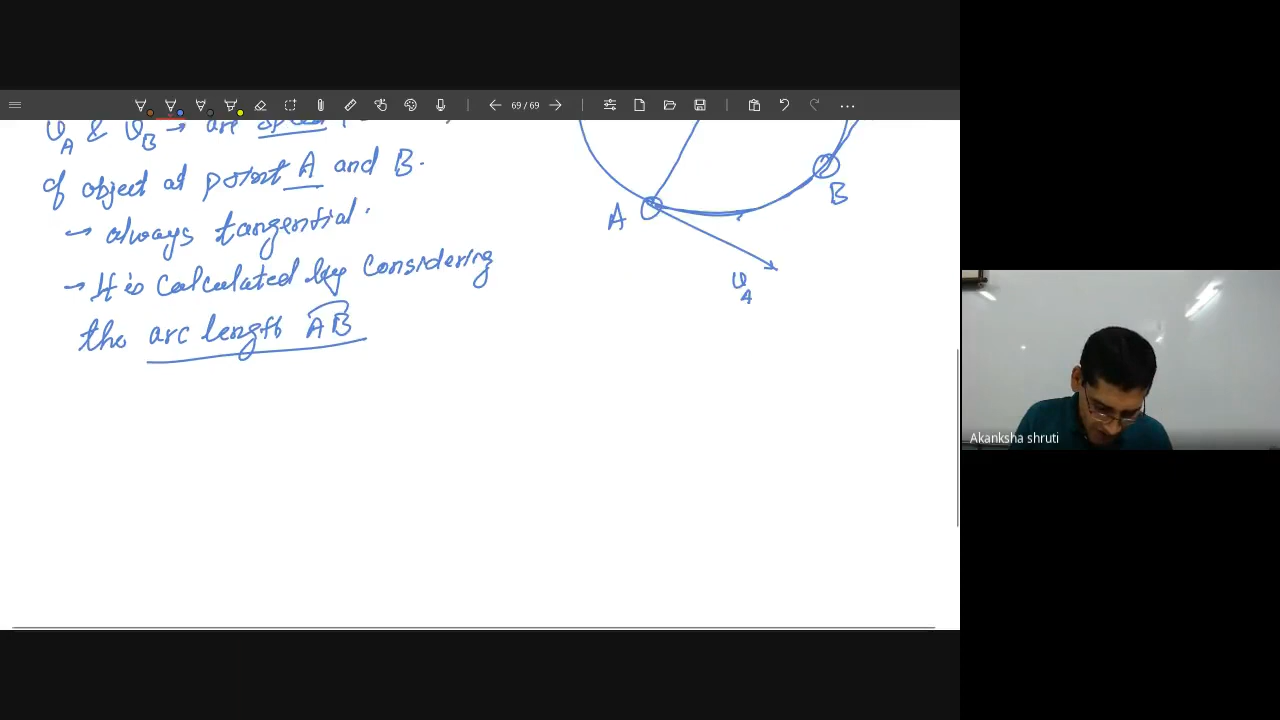 69/69
v_A & v_B → are speed
of object at point A and B.
→ always tangential.
→ It is calculated by considering
the arc length AB
A
B
v_A
Akanksha shruti